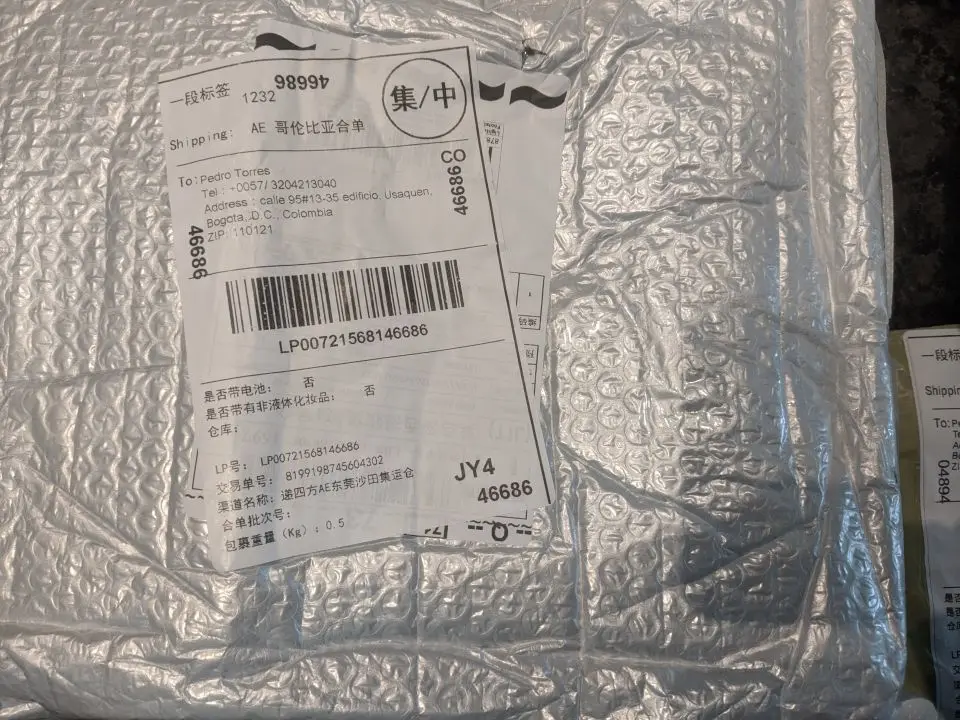 一段标签 1232 46686
集/中
Shipping: AE 哥伦比亚合单
To: Pedro Torres
Tel : +0057/ 3204213040
Address : calle 95#13-35 edificio, Usaquen,
Bogota, D.C., Colombia
ZIP: 110121
46686CO
46686
LP00721568146686
是否带电池： 否
是否带有非液体化妆品： 否
仓库：
LP号： LP00721568146686
交易单号： 8199198745604302
渠道名称：递四方AE东莞沙田集运仓
合单批次号：
包裹重量（Kg）：0.5
JY4
46686
878
编码
一段标
Shippin
To:
04894